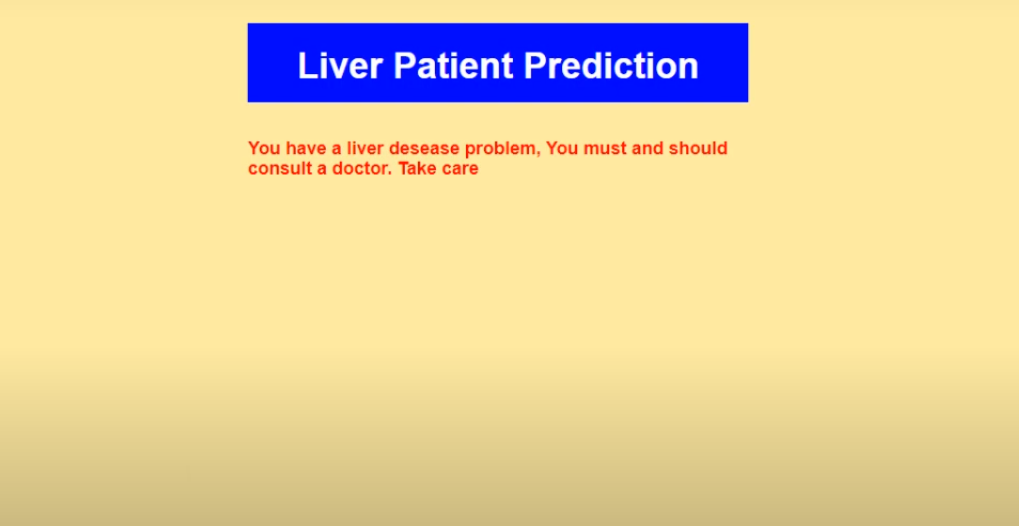 Liver Patient Prediction
You have a liver desease problem, You must and should
consult a doctor. Take care